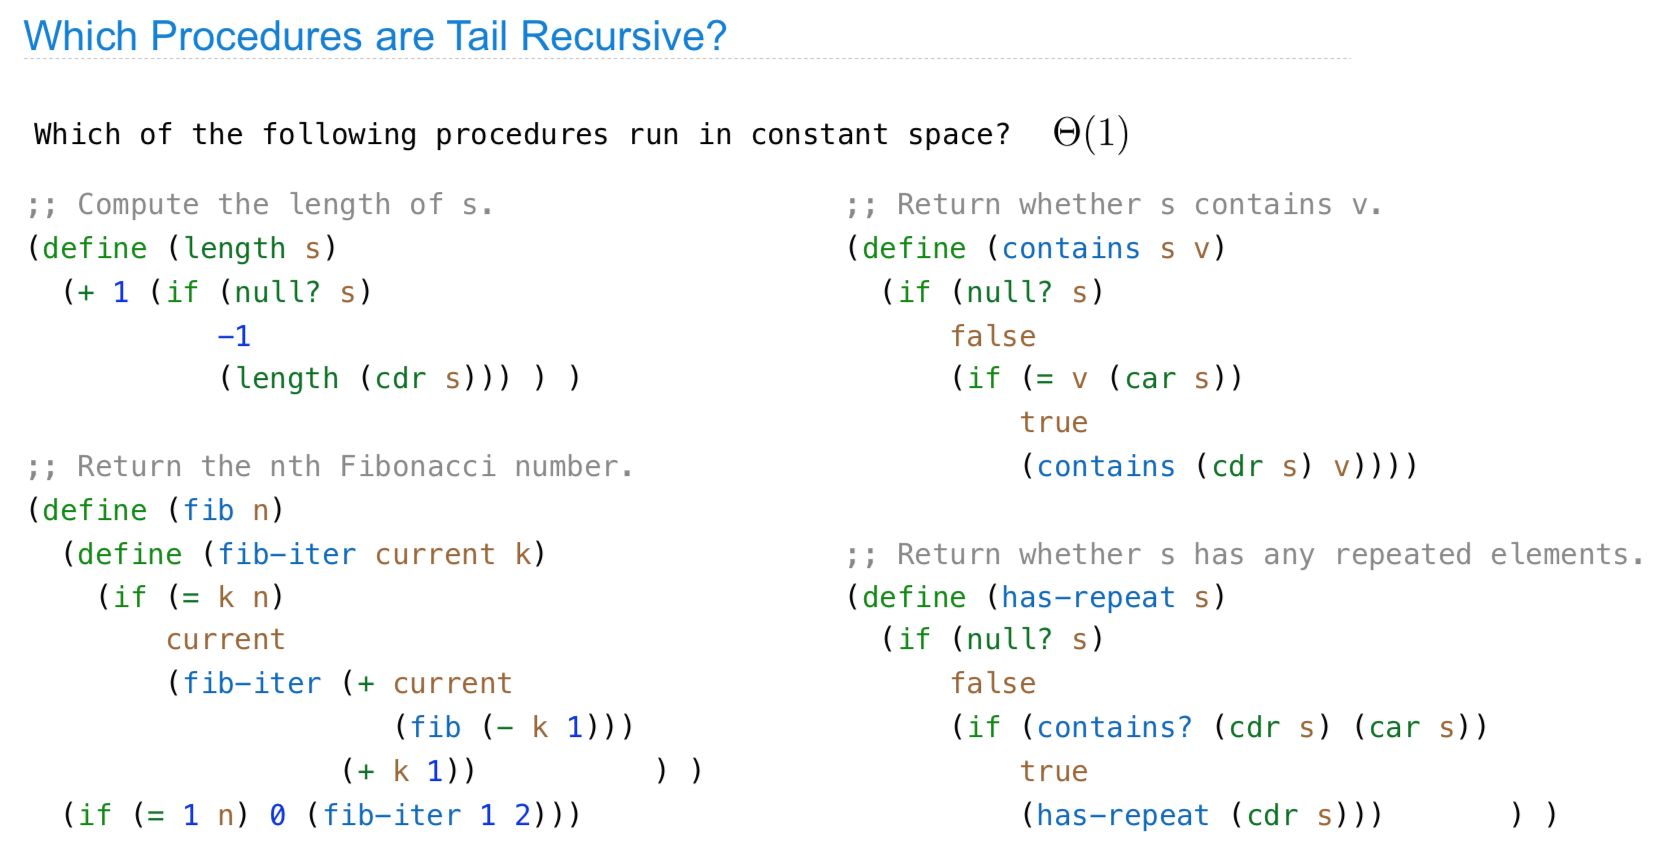 Which Procedures are Tail Recursive?
Which of the following procedures run in constant space? Θ(1)
;; Compute the length of s.
(define (length s)
  (+ 1 (if (null? s)
           -1
           (length (cdr s))) ) )
;; Return the nth Fibonacci number.
(define (fib n)
  (define (fib-iter current k)
    (if (= k n)
        current
        (fib-iter (+ current
                     (fib (- k 1)))
                  (+ k 1))          ) )
  (if (= 1 n) 0 (fib-iter 1 2)))
;; Return whether s contains v.
(define (contains s v)
  (if (null? s)
      false
      (if (= v (car s))
          true
          (contains (cdr s) v))))
;; Return whether s has any repeated elements.
(define (has-repeat s)
  (if (null? s)
      false
      (if (contains? (cdr s) (car s))
          true
          (has-repeat (cdr s)))       ) )